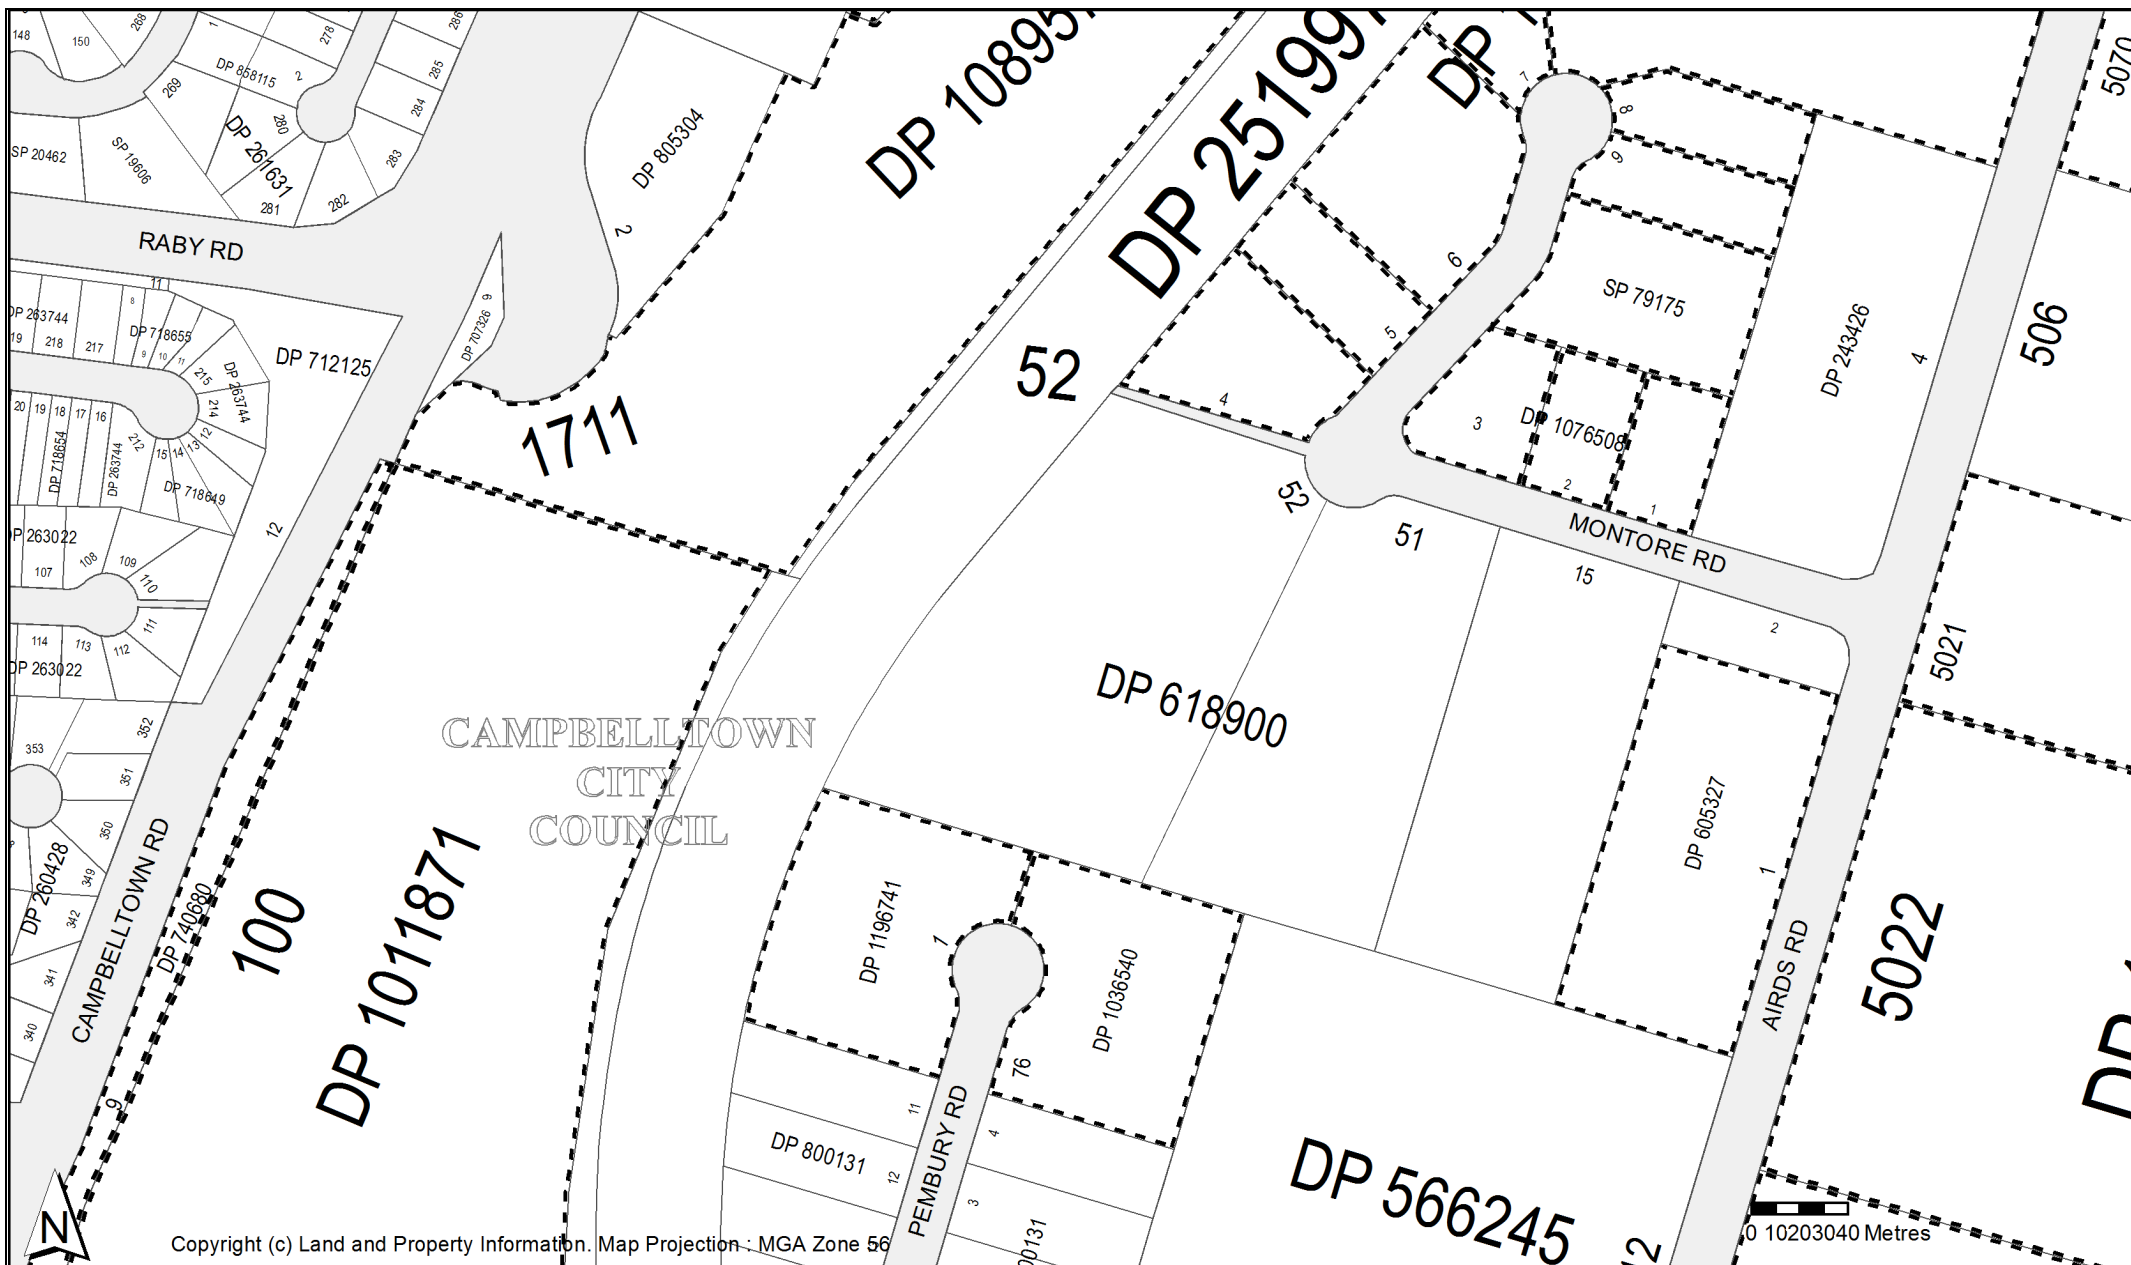 148
150
268
1
278
286
285
284
283
DP 858115
2
269
280
DP 261631
SP 20462
SP 19606
281
282
RABY RD
DP 805304
2
DP 10895
DP 251991
DP 1
7
8
9
5070
6
5
SP 79175
DP 243426
4
506
11
DP 263744
19
218
217
8
DP 718655
9
10
11
215
DP 263744
214
DP 712125
9
DP 707326
1711
52
4
3
DP 1076508
2
1
MONTORE RD
20
19
18
17
16
DP 718654
DP 263744
212
15
14
13
12
DP 718649
12
52
51
15
2
5021
DP 263022
107
108
109
110
111
114
113
112
DP 263022
DP 618900
CAMPBELLTOWN
CITY
COUNCIL
352
353
351
350
349
DP 260428
342
341
340
CAMPBELLTOWN RD
DP 740680
9
100
DP 1011871
DP 605327
1
AIRDS RD
5022
DP 1196741
1
DP 1036540
76
11
4
DP 800131
12
3
PEMBURY RD
DP 566245
12
N
Copyright (c) Land and Property Information. Map Projection : MGA Zone 56
0 10203040 Metres